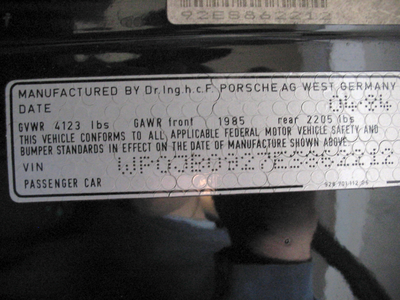 92ES862212
MANUFACTURED BY Dr.Ing.h.c.F. PORSCHE AG WEST GERMANY
DATE 04/84
GVWR 4123 lbs GAWR front 1985 rear 2205 lbs
THIS VEHICLE CONFORMS TO ALL APPLICABLE FEDERAL MOTOR VEHICLE SAFETY AND
BUMPER STANDARDS IN EFFECT ON THE DATE OF MANUFACTURE SHOWN ABOVE
VIN WP0JB0927ES862212
PASSENGER CAR